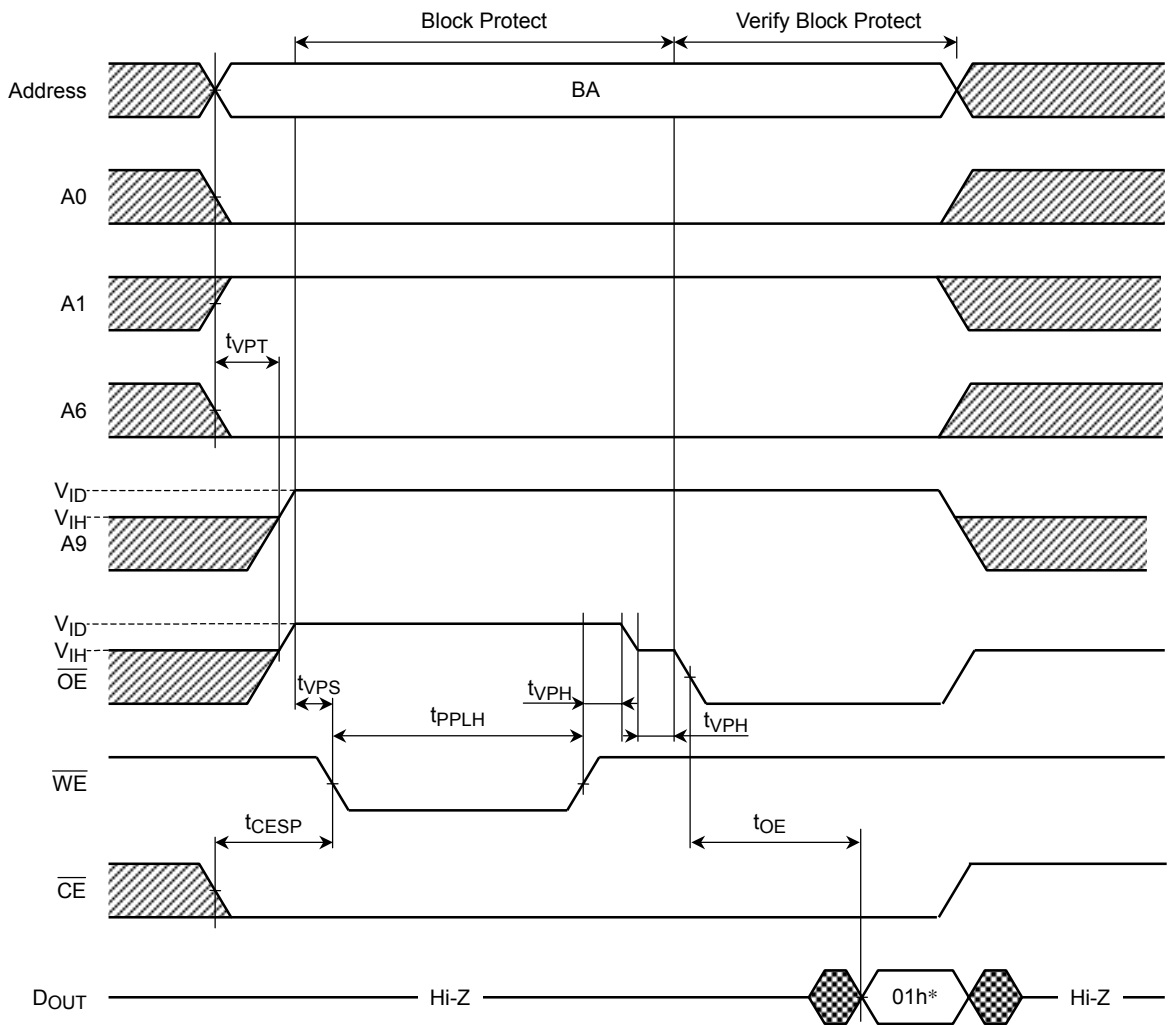 Block Protect Verify Block Protect
Address BA
A0
A1
tVPT
A6
VID
VIH
A9
VID
VIH
OE
tVPS tVPH
tPPLH tVPH
WE
tCESP tOE
CE
DOUT Hi-Z 01h* Hi-Z